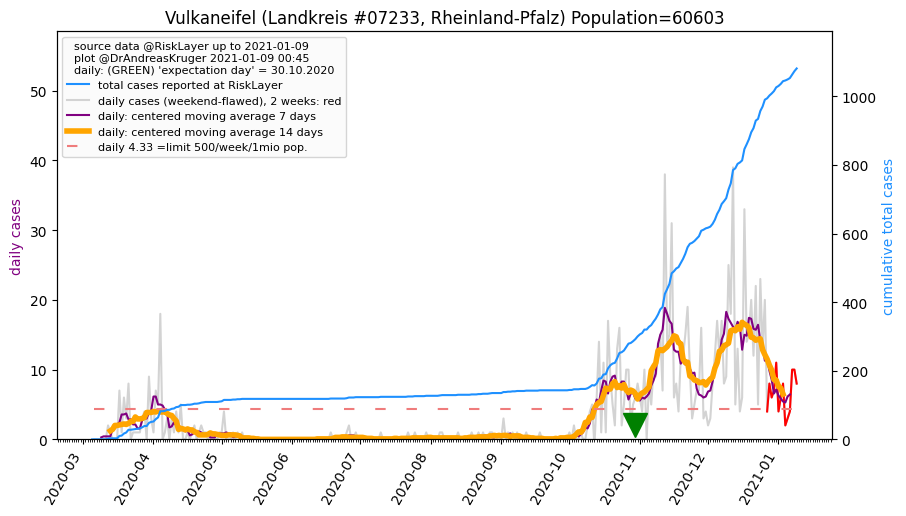 Vulkaneifel (Landkreis #07233, Rheinland-Pfalz) Population=60603
source data @RiskLayer up to 2021-01-09
plot @DrAndreasKruger 2021-01-09 00:45
daily: (GREEN) 'expectation day' = 30.10.2020
total cases reported at RiskLayer
daily cases (weekend-flawed), 2 weeks: red
daily: centered moving average 7 days
daily: centered moving average 14 days
daily 4.33 =limit 500/week/1mio pop.
daily cases
50
40
30
20
10
0
cumulative total cases
1000
800
600
400
200
0
2020-03
2020-04
2020-05
2020-06
2020-07
2020-08
2020-09
2020-10
2020-11
2020-12
2021-01